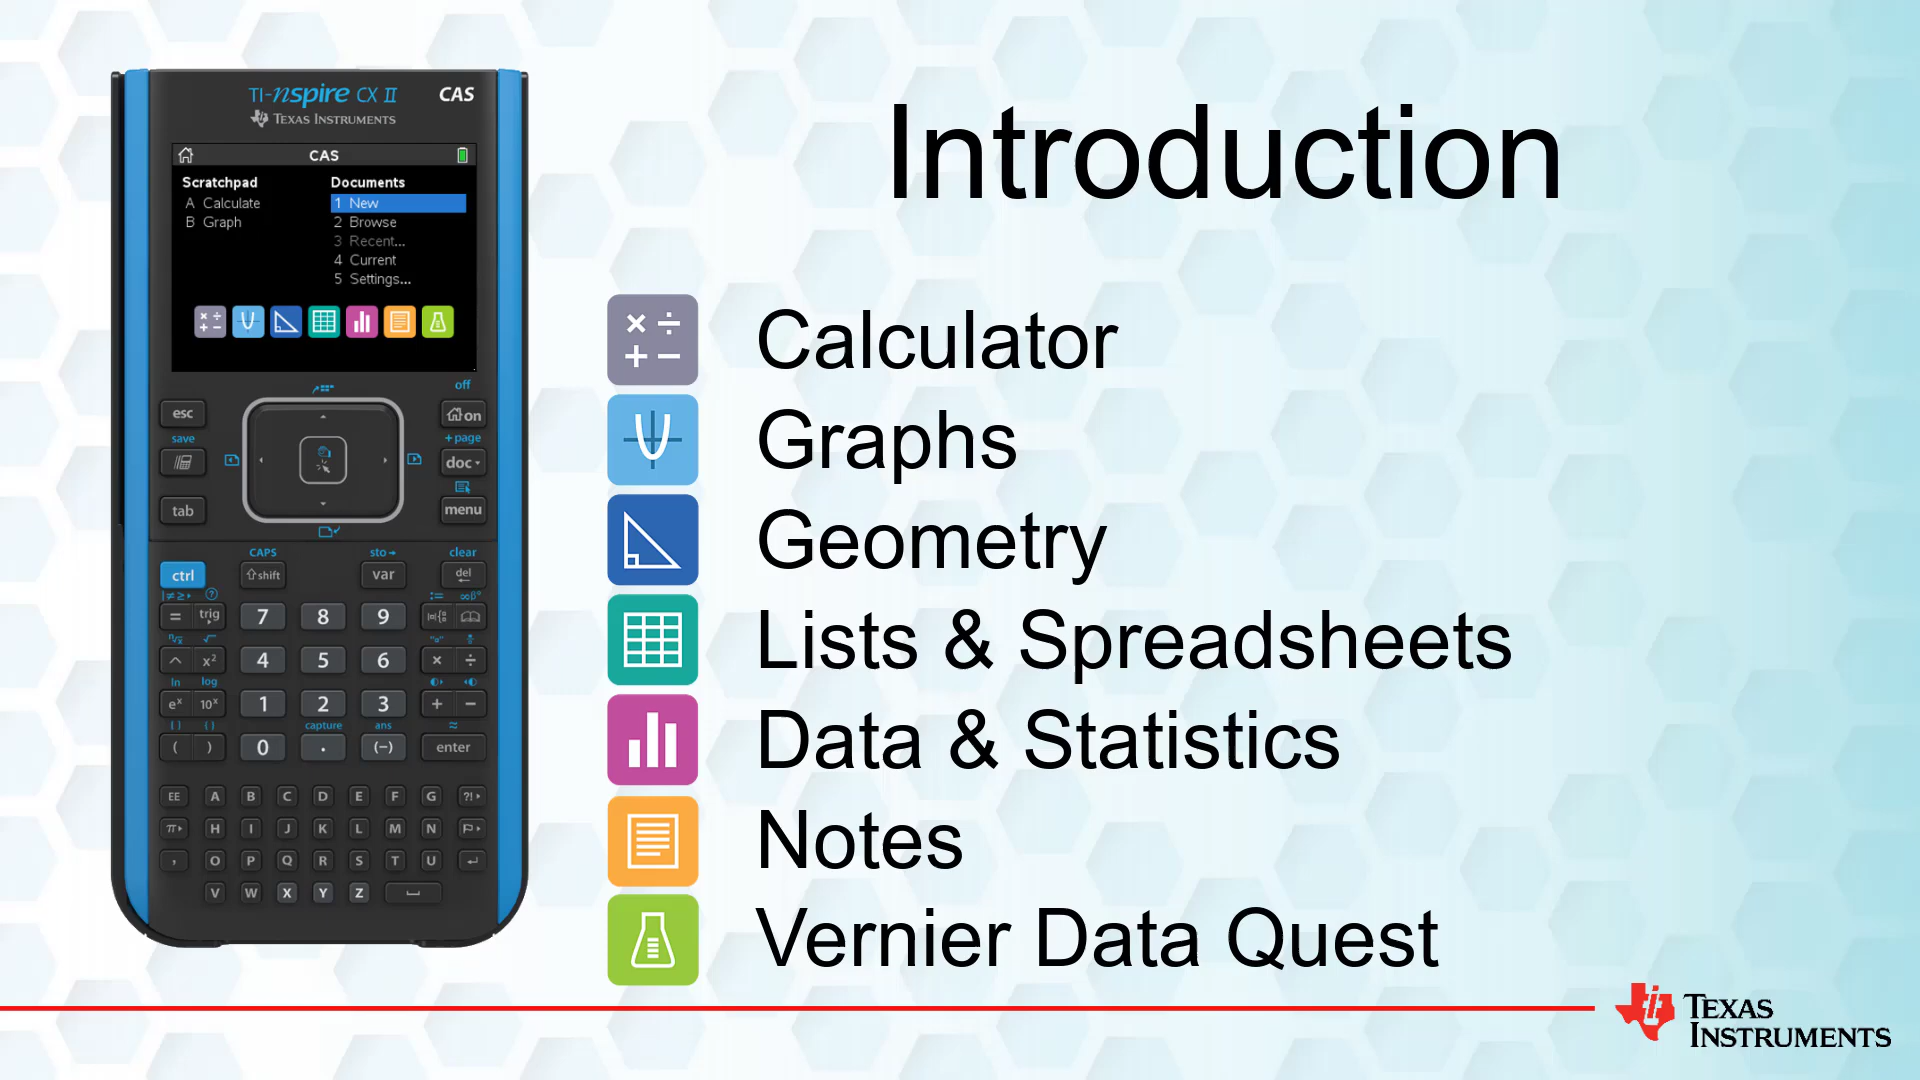 TI-nspire CX II CAS
TEXAS INSTRUMENTS
CAS
Scratchpad
A Calculate
B Graph
Documents
1 New
2 Browse
3 Recent...
4 Current
5 Settings...
off
esc
on
save
+ page
doc
tab
menu
CAPS
sto
clear
ctrl
shift
var
del
= trig 7 8 9
^ x² 4 5 6 × ÷
ln log
eˣ 10ˣ 1 2 3 + −
capture ans ≈
( ) 0 . (−) enter
EE A B C D E F G ?!
π H I J K L M N
, O P Q R S T U
V W X Y Z
Introduction
Calculator
Graphs
Geometry
Lists & Spreadsheets
Data & Statistics
Notes
Vernier Data Quest
TEXAS
INSTRUMENTS